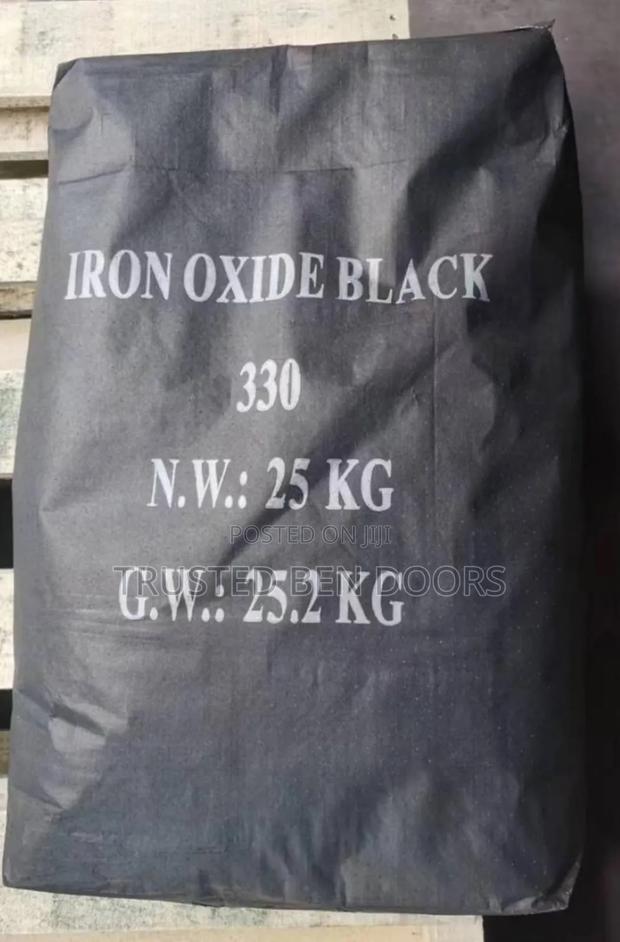 IRON OXIDE BLACK
330
N.W.: 25 KG
POSTED ON JIJI
TRUSTED BEN DOORS
G.W.: 25.2 KG